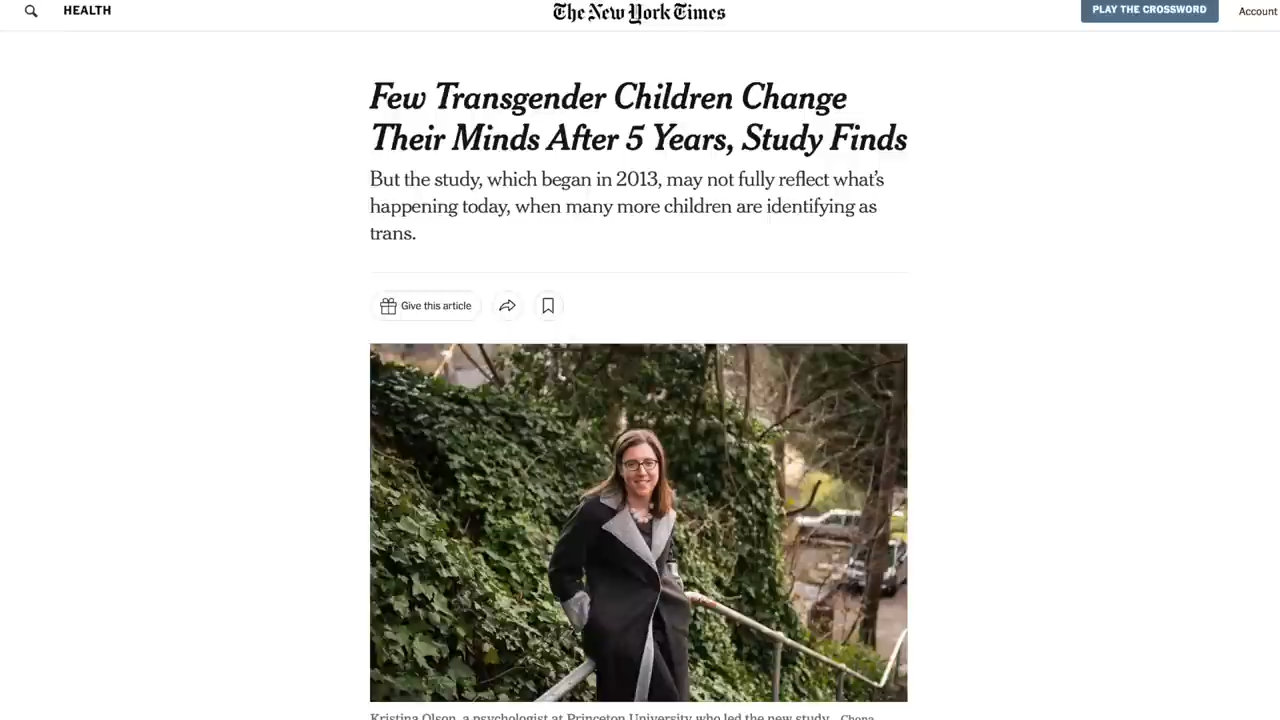 HEALTH
The New York Times
PLAY THE CROSSWORD
Account
Few Transgender Children Change
Their Minds After 5 Years, Study Finds
But the study, which began in 2013, may not fully reflect what's
happening today, when many more children are identifying as
trans.
Give this article
Kristina Olson, a psychologist at Princeton University who led the new study. Chona